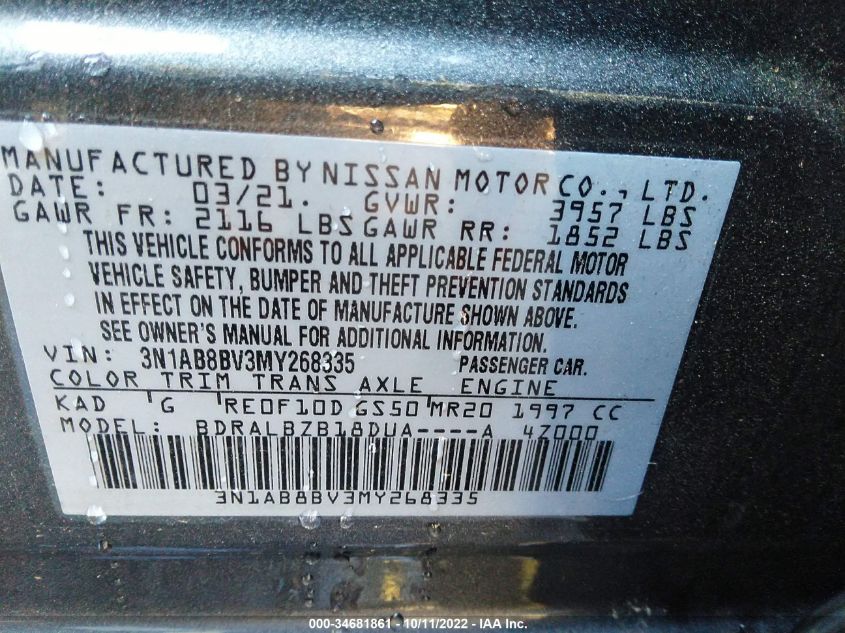 MANUFACTURED BY NISSAN MOTOR CO., LTD.
DATE: 03/21. GVWR: 3957 LBS
GAWR FR: 2116 LBS GAWR RR: 1852 LBS
THIS VEHICLE CONFORMS TO ALL APPLICABLE FEDERAL MOTOR
VEHICLE SAFETY, BUMPER AND THEFT PREVENTION STANDARDS
IN EFFECT ON THE DATE OF MANUFACTURE SHOWN ABOVE.
SEE OWNER'S MANUAL FOR ADDITIONAL INFORMATION.
VIN: 3N1AB8BV3MY268335 PASSENGER CAR.
COLOR TRIM TRANS AXLE ENGINE
KAD G RE0F10D GS50 MR20 1997 CC
MODEL: BDRALBZB18DUA----A 4Z000
3N1AB8BV3MY268335
000-34681861 - 10/11/2022 - IAA Inc.